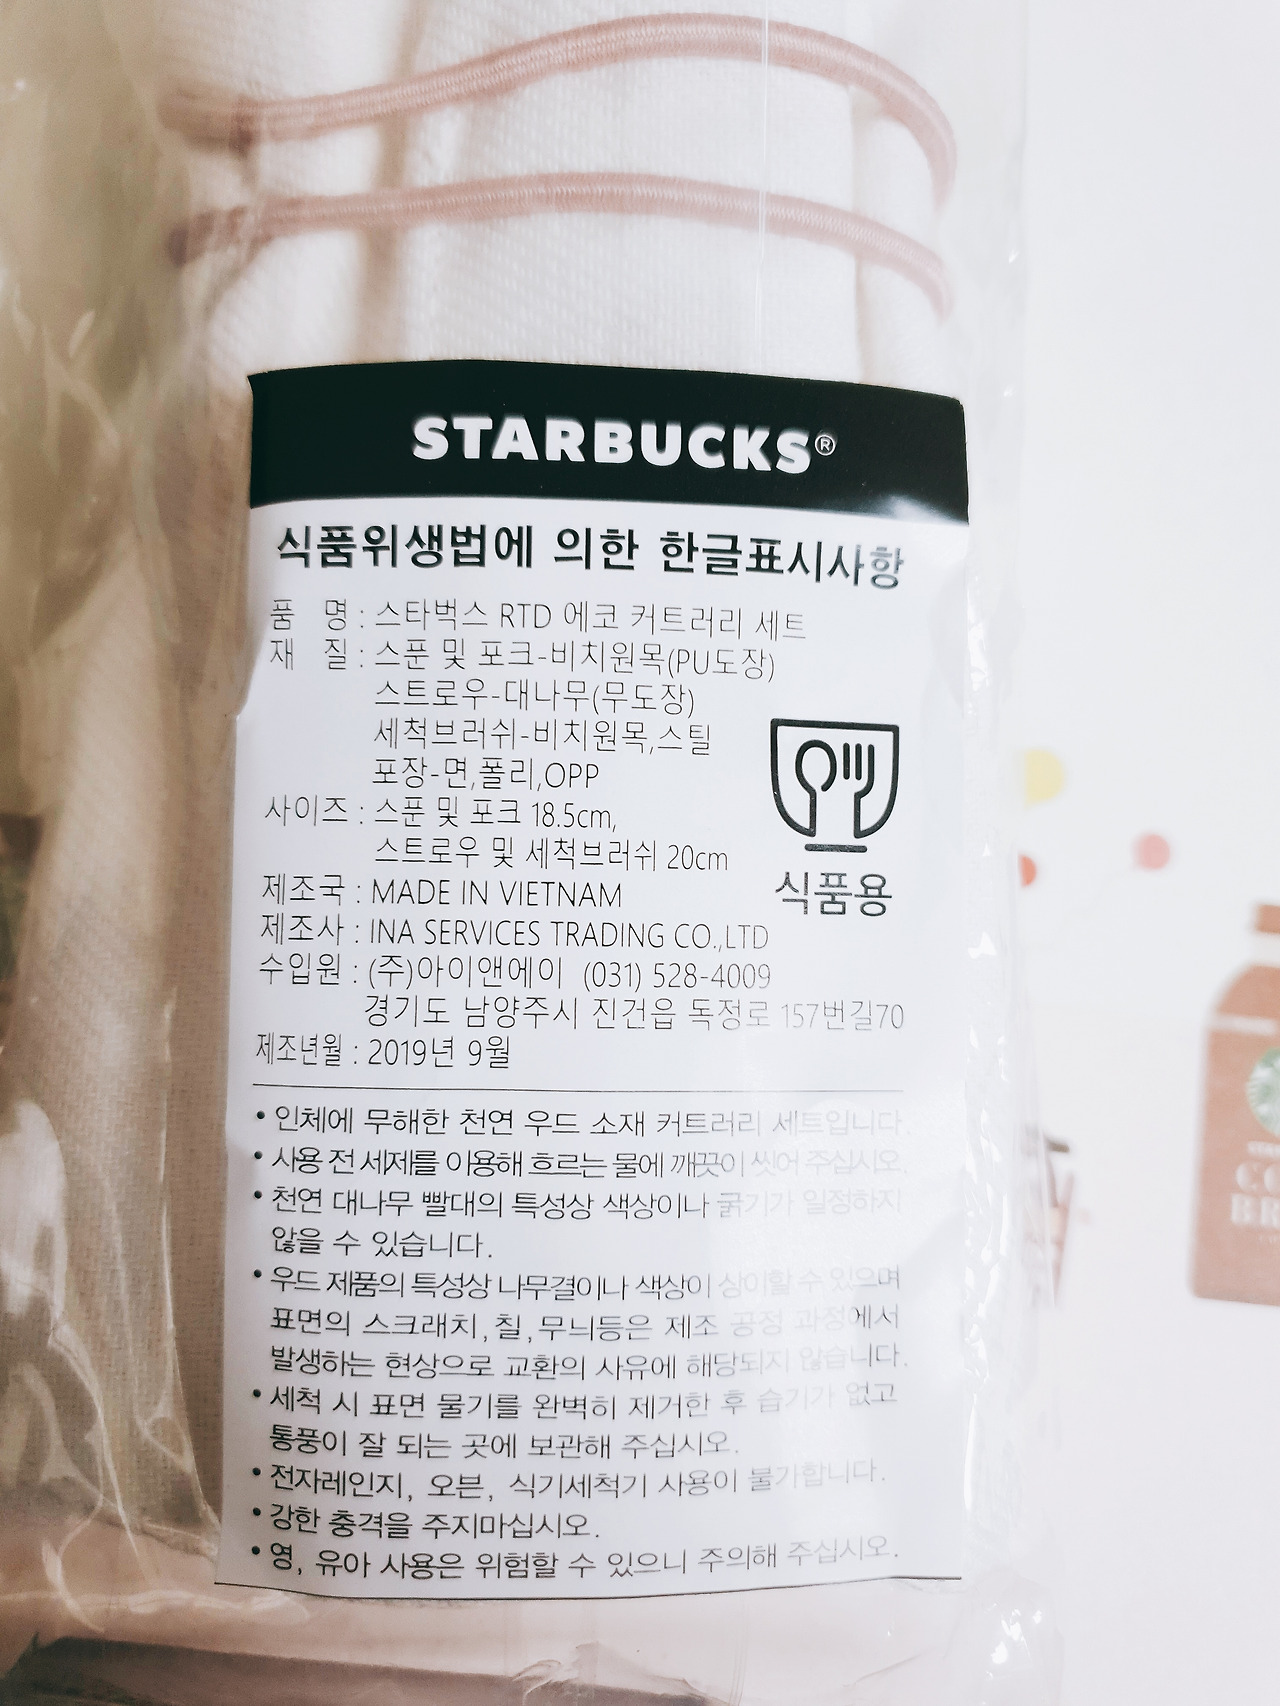 STARBUCKS®
식품위생법에 의한 한글표시사항
품 명 : 스타벅스 RTD 에코 커트러리 세트
재 질 : 스푼 및 포크-비치원목(PU도장)
스트로우-대나무(무도장)
세척브러쉬-비치원목,스틸
포장-면,폴리,OPP
사이즈 : 스푼 및 포크 18.5cm,
스트로우 및 세척브러쉬 20cm
제조국 : MADE IN VIETNAM
식품용
제조사 : INA SERVICES TRADING CO.,LTD
수입원 : (주)아이앤에이 (031) 528-4009
경기도 남양주시 진건읍 독정로 157번길70
제조년월 : 2019년 9월
• 인체에 무해한 천연 우드 소재 커트러리 세트입니다.
• 사용 전 세제를 이용해 흐르는 물에 깨끗이 씻어 주십시오.
• 천연 대나무 빨대의 특성상 색상이나 굵기가 일정하지
않을 수 있습니다.
• 우드 제품의 특성상 나무결이나 색상이 상이할 수 있으며
표면의 스크래치,칠,무늬등은 제조 공정 과정에서
발생하는 현상으로 교환의 사유에 해당되지 않습니다.
• 세척 시 표면 물기를 완벽히 제거한 후 습기가 없고
통풍이 잘 되는 곳에 보관해 주십시오.
• 전자레인지, 오븐, 식기세척기 사용이 불가합니다.
• 강한 충격을 주지마십시오.
• 영, 유아 사용은 위험할 수 있으니 주의해 주십시오.